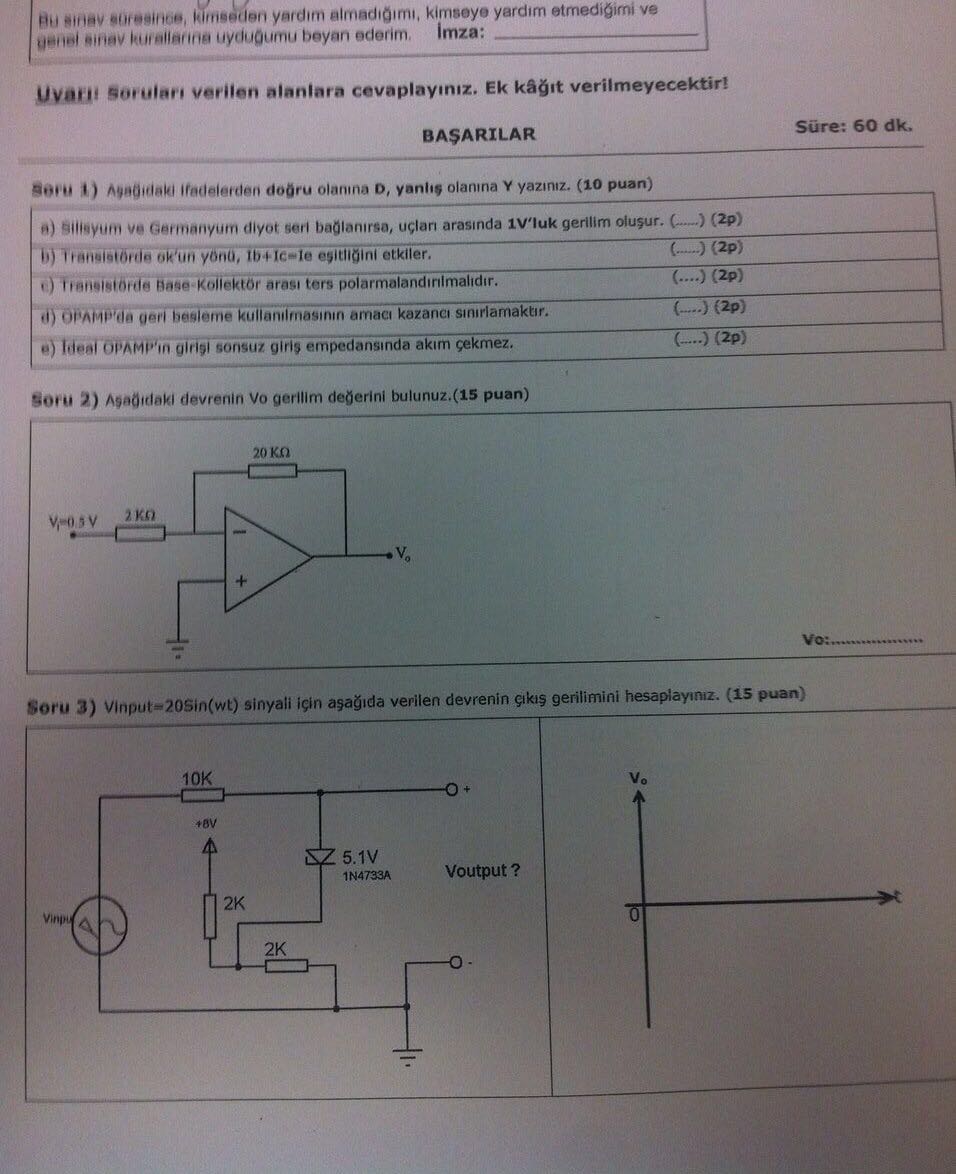 Bu sınav süresince, kimseden yardım almadığımı, kimseye yardım etmediğimi ve
genel sınav kurallarına uyduğumu beyan ederim. İmza:
Uyarı: Soruları verilen alanlara cevaplayınız. Ek kâğıt verilmeyecektir!
BAŞARILAR
Süre: 60 dk.
Soru 1) Aşağıdaki ifadelerden doğru olanına D, yanlış olanına Y yazınız. (10 puan)
a) Silisyum ve Germanyum diyot seri bağlanırsa, uçları arasında 1V'luk gerilim oluşur. (......) (2p)
b) Transistörde ok'un yönü, Ib+Ic=Ie eşitliğini etkiler. (......) (2p)
c) Transistörde Base-Kollektör arası ters polarmalandırılmalıdır. (....) (2p)
d) OPAMP'da geri besleme kullanılmasının amacı kazancı sınırlamaktır. (.....) (2p)
e) İdeal OPAMP'ın girişi sonsuz giriş empedansında akım çekmez. (.....) (2p)
Soru 2) Aşağıdaki devrenin Vo gerilim değerini bulunuz.(15 puan)
20 KΩ
Vi=0.5 V
2 KΩ
−
+
Vo
Vo:..................
Soru 3) Vinput=20Sin(wt) sinyali için aşağıda verilen devrenin çıkış gerilimini hesaplayınız. (15 puan)
10K
+
+8V
5.1V
1N4733A
Voutput ?
2K
Vinpu
2K
-
Vo
0
t